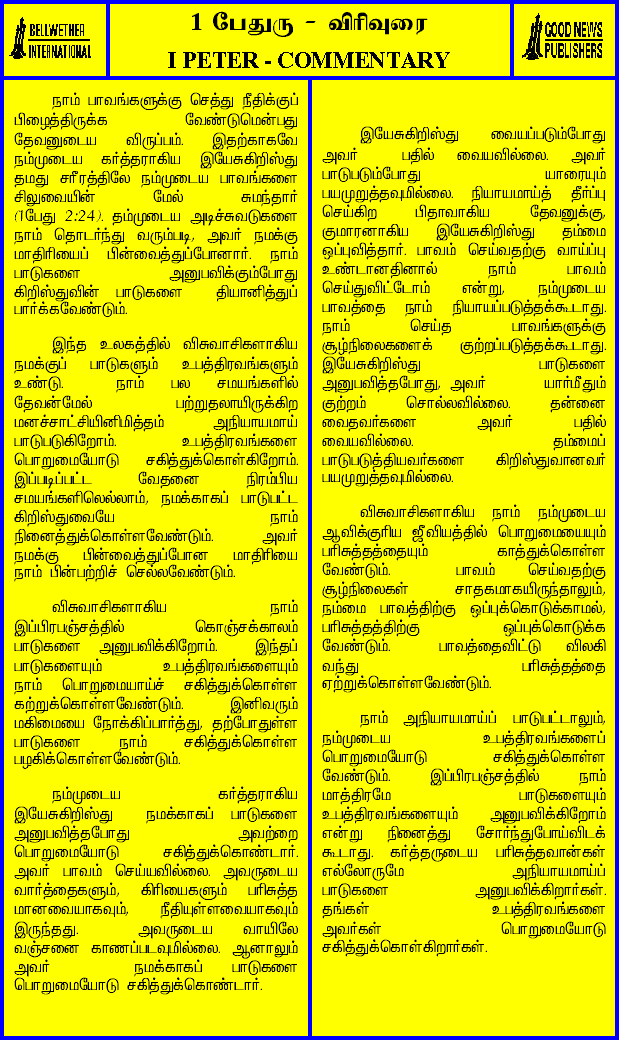 BELLWETHER
INTERNATIONAL
1 பேதுரு - விரிவுரை
I PETER - COMMENTARY
GOOD NEWS
PUBLISHERS
நாம் பாவங்களுக்கு செத்து நீதிக்குப்
பிழைத்திருக்க வேண்டுமென்பது
தேவனுடைய விருப்பம். இதற்காகவே
நம்முடைய கர்த்தராகிய இயேசுகிறிஸ்து
தமது சரீரத்திலே நம்முடைய பாவங்களை
சிலுவையின் மேல் சுமந்தார்
(1பேது 2:24). தம்முடைய அடிச்சுவடுகளை
நாம் தொடர்ந்து வரும்படி, அவர் நமக்கு
மாதிரியைப் பின்வைத்துப்போனார். நாம்
பாடுகளை அனுபவிக்கும்போது
கிறிஸ்துவின் பாடுகளை தியானித்துப்
பார்க்கவேண்டும்.
இந்த உலகத்தில் விசுவாசிகளாகிய
நமக்குப் பாடுகளும் உபத்திரவங்களும்
உண்டு. நாம் பல சமயங்களில்
தேவன்மேல் பற்றுதலாயிருக்கிற
மனச்சாட்சியினிமித்தம் அநியாயமாய்
பாடுபடுகிறோம். உபத்திரவங்களை
பொறுமையோடு சகித்துக்கொள்கிறோம்.
இப்படிப்பட்ட வேதனை நிரம்பிய
சமயங்களிலெல்லாம், நமக்காகப் பாடுபட்ட
கிறிஸ்துவையே நாம்
நினைத்துக்கொள்ளவேண்டும். அவர்
நமக்கு பின்வைத்துப்போன மாதிரியை
நாம் பின்பற்றிச் செல்லவேண்டும்.
விசுவாசிகளாகிய நாம்
இப்பிரபஞ்சத்தில் கொஞ்சக்காலம்
பாடுகளை அனுபவிக்கிறோம். இந்தப்
பாடுகளையும் உபத்திரவங்களையும்
நாம் பொறுமையாய்ச் சகித்துக்கொள்ள
கற்றுக்கொள்ளவேண்டும். இனிவரும்
மகிமையை நோக்கிப்பார்த்து, தற்போதுள்ள
பாடுகளை நாம் சகித்துக்கொள்ள
பழகிக்கொள்ளவேண்டும்.
நம்முடைய கர்த்தராகிய
இயேசுகிறிஸ்து நமக்காகப் பாடுகளை
அனுபவித்தபோது அவற்றை
பொறுமையோடு சகித்துக்கொண்டார்.
அவர் பாவம் செய்யவில்லை. அவருடைய
வார்த்தைகளும், கிரியைகளும் பரிசுத்த
மானவையாகவும், நீதியுள்ளவையாகவும்
இருந்தது. அவருடைய வாயிலே
வஞ்சனை காணப்படவுமில்லை. ஆனாலும்
அவர் நமக்காகப் பாடுகளை
பொறுமையோடு சகித்துக்கொண்டார்.
இயேசுகிறிஸ்து வையப்படும்போது
அவர் பதில் வையவில்லை. அவர்
பாடுபடும்போது யாரையும்
பயமுறுத்தவுமில்லை. நியாயமாய்த் தீர்ப்பு
செய்கிற பிதாவாகிய தேவனுக்கு,
குமாரனாகிய இயேசுகிறிஸ்து தம்மை
ஒப்புவித்தார். பாவம் செய்வதற்கு வாய்ப்பு
உண்டானதினால் நாம் பாவம்
செய்துவிட்டோம் என்று, நம்முடைய
பாவத்தை நாம் நியாயப்படுத்தக்கூடாது.
நாம் செய்த பாவங்களுக்கு
சூழ்நிலைகளைக் குற்றப்படுத்தக்கூடாது.
இயேசுகிறிஸ்து பாடுகளை
அனுபவித்தபோது, அவர் யார்மீதும்
குற்றம் சொல்லவில்லை. தன்னை
வைதவர்களை அவர் பதில்
வையவில்லை. தம்மைப்
பாடுபடுத்தியவர்களை கிறிஸ்துவானவர்
பயமுறுத்தவுமில்லை.
விசுவாசிகளாகிய நாம் நம்முடைய
ஆவிக்குரிய ஜீவியத்தில் பொறுமையையும்
பரிசுத்தத்தையும் காத்துக்கொள்ள
வேண்டும். பாவம் செய்வதற்கு
சூழ்நிலைகள் சாதகமாகயிருந்தாலும்,
நம்மை பாவத்திற்கு ஒப்புக்கொடுக்காமல்,
பரிசுத்தத்திற்கு ஒப்புக்கொடுக்க
வேண்டும். பாவத்தைவிட்டு விலகி
வந்து பரிசுத்தத்தை
ஏற்றுக்கொள்ளவேண்டும்.
நாம் அநியாயமாய்ப் பாடுபட்டாலும்,
நம்முடைய உபத்திரவங்களைப்
பொறுமையோடு சகித்துக்கொள்ள
வேண்டும். இப்பிரபஞ்சத்தில் நாம்
மாத்திரமே பாடுகளையும்
உபத்திரவங்களையும் அனுபவிக்கிறோம்
என்று நினைத்து சோர்ந்துபோய்விடக்
கூடாது. கர்த்தருடைய பரிசுத்தவான்கள்
எல்லோருமே அநியாயமாய்ப்
பாடுகளை அனுபவிக்கிறார்கள்.
தங்கள் உபத்திரவங்களை
அவர்கள் பொறுமையோடு
சகித்துக்கொள்கிறார்கள்.